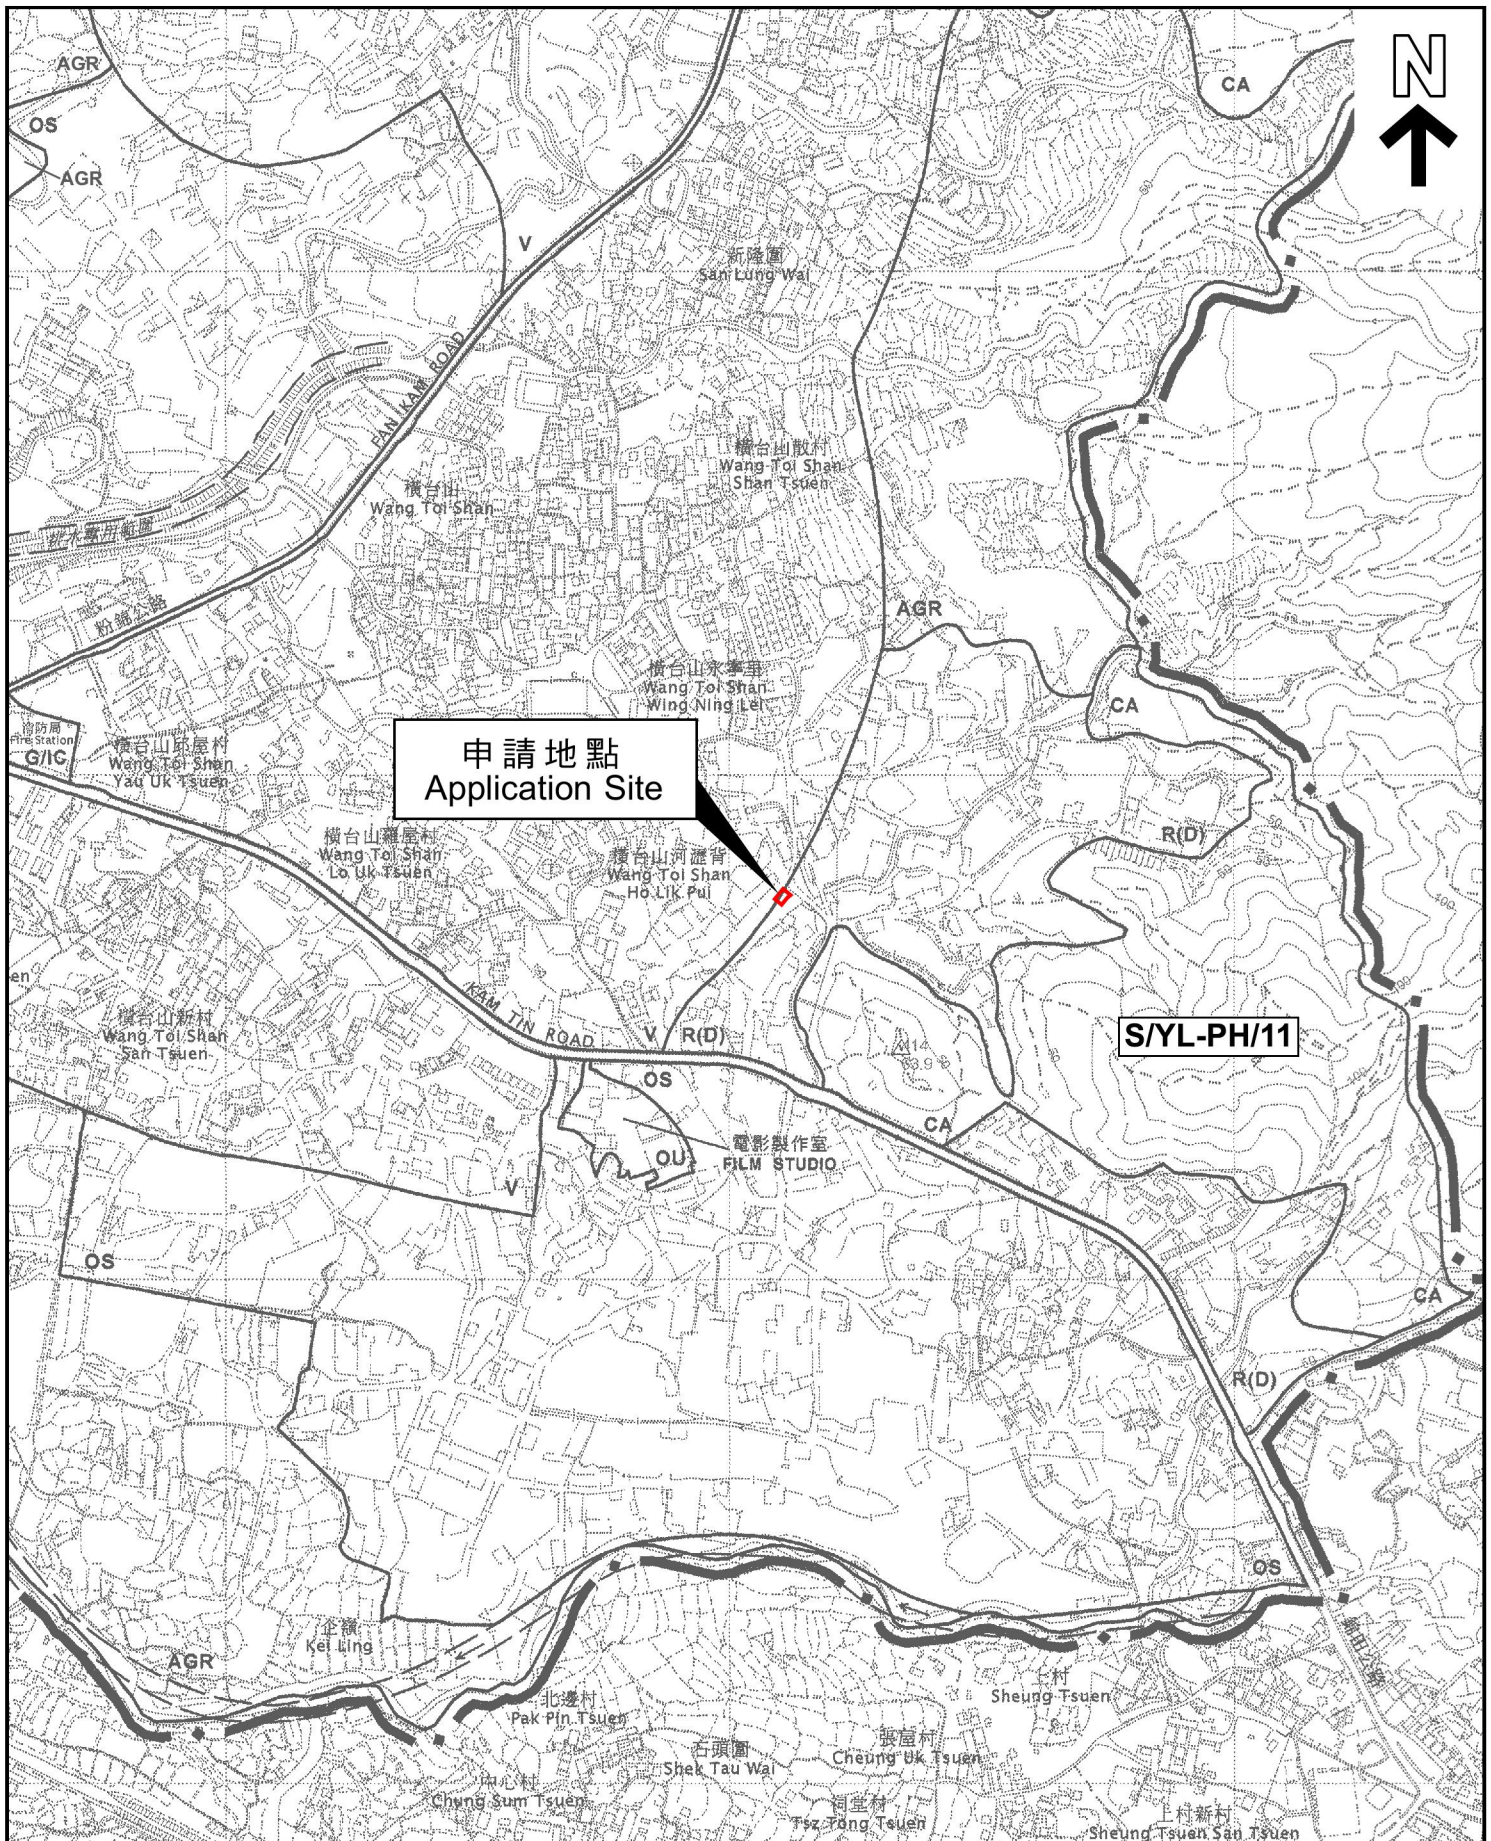 AGR
CA
N
OS
AGR
V
新隆圍
San Lung Wai
FAN KAM ROAD
橫台山散村
Wang Toi Shan
Shan Tsuen
橫台山
Wang Toi Shan
粉錦公路
AGR
橫台山永寧里
Wang Toi Shan
Wing Ning Lei
CA
消防局
Fire Station
G/IC
橫台山邱屋村
Wang Toi Shan
Yau Uk Tsuen
申請地點
Application Site
R(D)
橫台山羅屋村
Wang Toi Shan
Lo Uk Tsuen
橫台山河瀝背
Wang Toi Shan
Ho Lik Pui
50
100
en
橫台山新村
Wang Toi Shan
San Tsuen
KAM TIN ROAD
V
R(D)
S/YL-PH/11
OS
CA
電影製作室
FILM STUDIO
OU
V
OS
CA
R(D)
OS
企嶺
Kei Ling
AGR
錦田公路
上村
Sheung Tsuen
北邊村
Pak Pin Tsuen
石頭圍
Shek Tau Wai
張屋村
Cheung Uk Tsuen
中心村
Chung Sum Tsuen
祠堂村
Tsz Tong Tsuen
上村新村
Sheung Tsuen San Tsuen